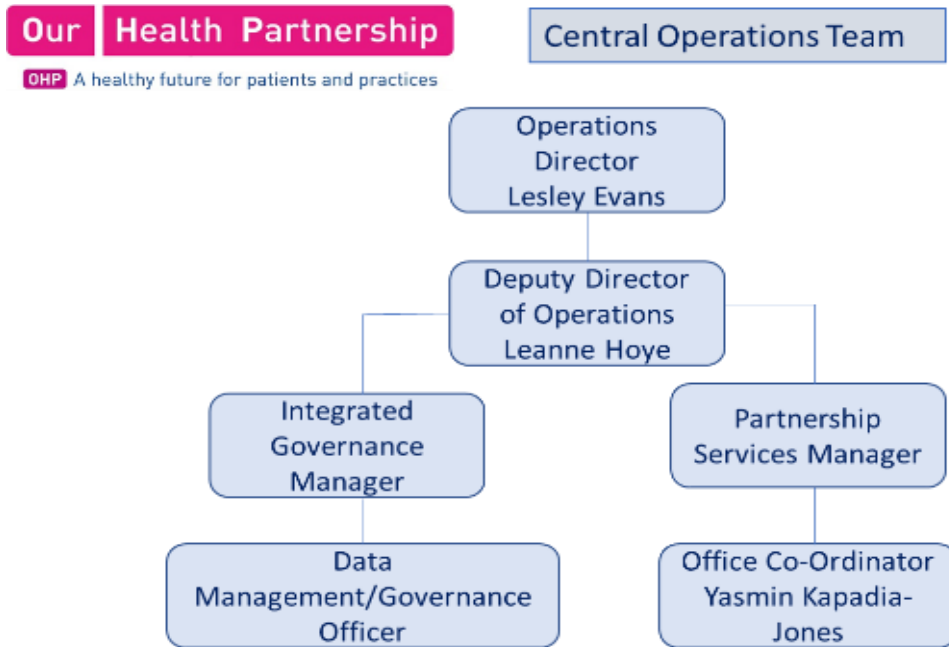 Our Health Partnership
Central Operations Team
OHP A healthy future for patients and practices
Operations
Director
Lesley Evans
Deputy Director
of Operations
Leanne Hoye
Integrated
Governance
Manager
Partnership
Services Manager
Data
Management/Governance
Officer
Office Co-Ordinator
Yasmin Kapadia-
Jones